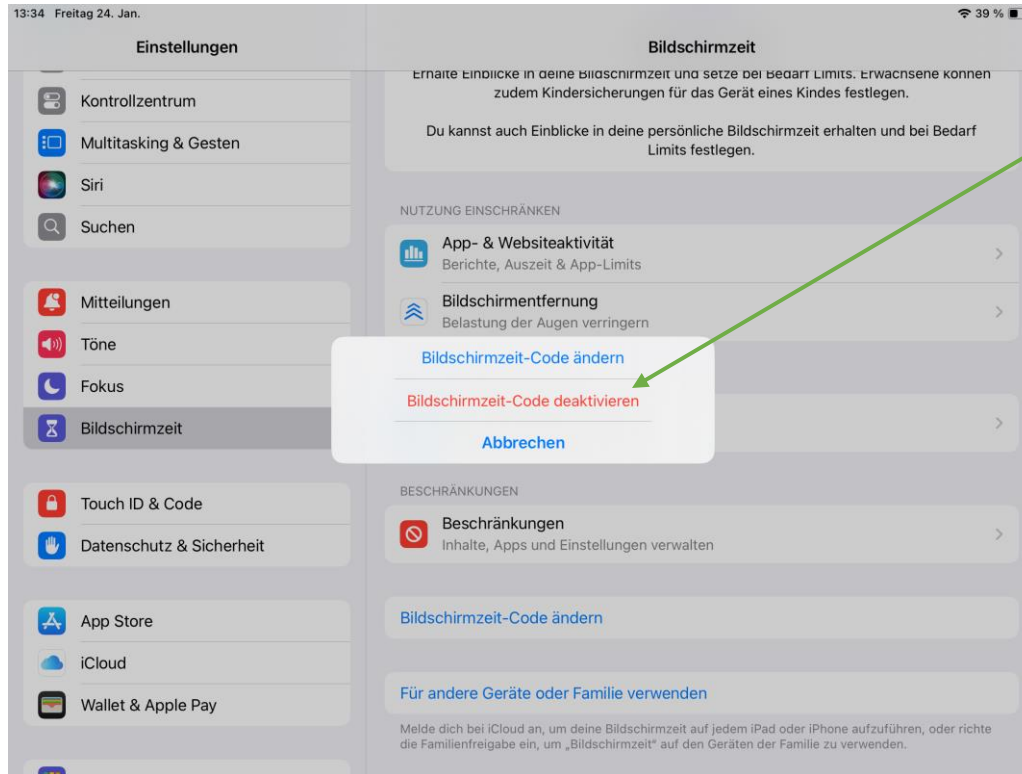 13:34 Freitag 24. Jan.
39 %
Einstellungen
Kontrollzentrum
Multitasking & Gesten
Siri
Suchen
Mitteilungen
Töne
Fokus
Bildschirmzeit
Touch ID & Code
Datenschutz & Sicherheit
App Store
iCloud
Wallet & Apple Pay
Bildschirmzeit
Erhalte Einblicke in deine Bildschirmzeit und setze bei Bedarf Limits. Erwachsene können
zudem Kindersicherungen für das Gerät eines Kindes festlegen.
Du kannst auch Einblicke in deine persönliche Bildschirmzeit erhalten und bei Bedarf
Limits festlegen.
NUTZUNG EINSCHRÄNKEN
App- & Websiteaktivität
Berichte, Auszeit & App-Limits
Bildschirmentfernung
Belastung der Augen verringern
Bildschirmzeit-Code ändern
Bildschirmzeit-Code deaktivieren
Abbrechen
BESCHRÄNKUNGEN
Beschränkungen
Inhalte, Apps und Einstellungen verwalten
Bildschirmzeit-Code ändern
Für andere Geräte oder Familie verwenden
Melde dich bei iCloud an, um deine Bildschirmzeit auf jedem iPad oder iPhone aufzuführen, oder richte
die Familienfreigabe ein, um „Bildschirmzeit“ auf den Geräten der Familie zu verwenden.